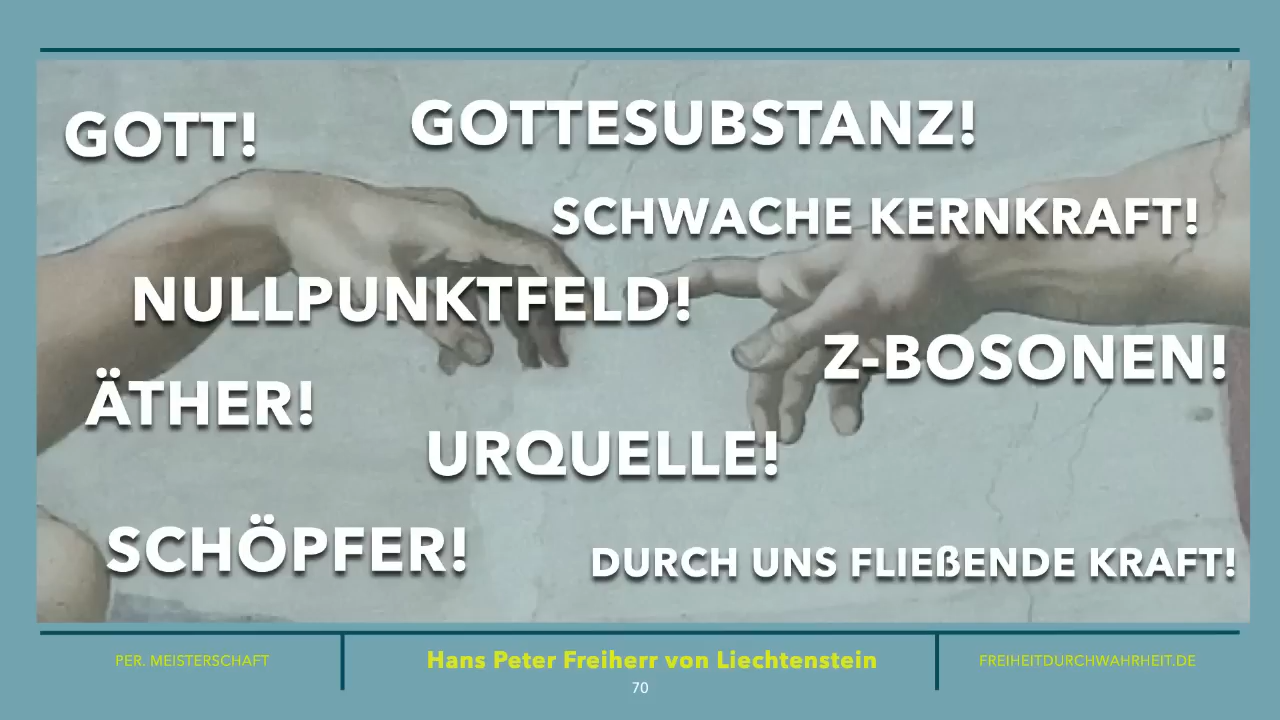 GOTT!
GOTTESUBSTANZ!
SCHWACHE KERNKRAFT!
NULLPUNKTFELD!
Z-BOSONEN!
ÄTHER!
URQUELLE!
SCHÖPFER!
DURCH UNS FLIEßENDE KRAFT!
PER. MEISTERSCHAFT
Hans Peter Freiherr von Liechtenstein
FREIHEITDURCHWAHRHEIT.DE
70